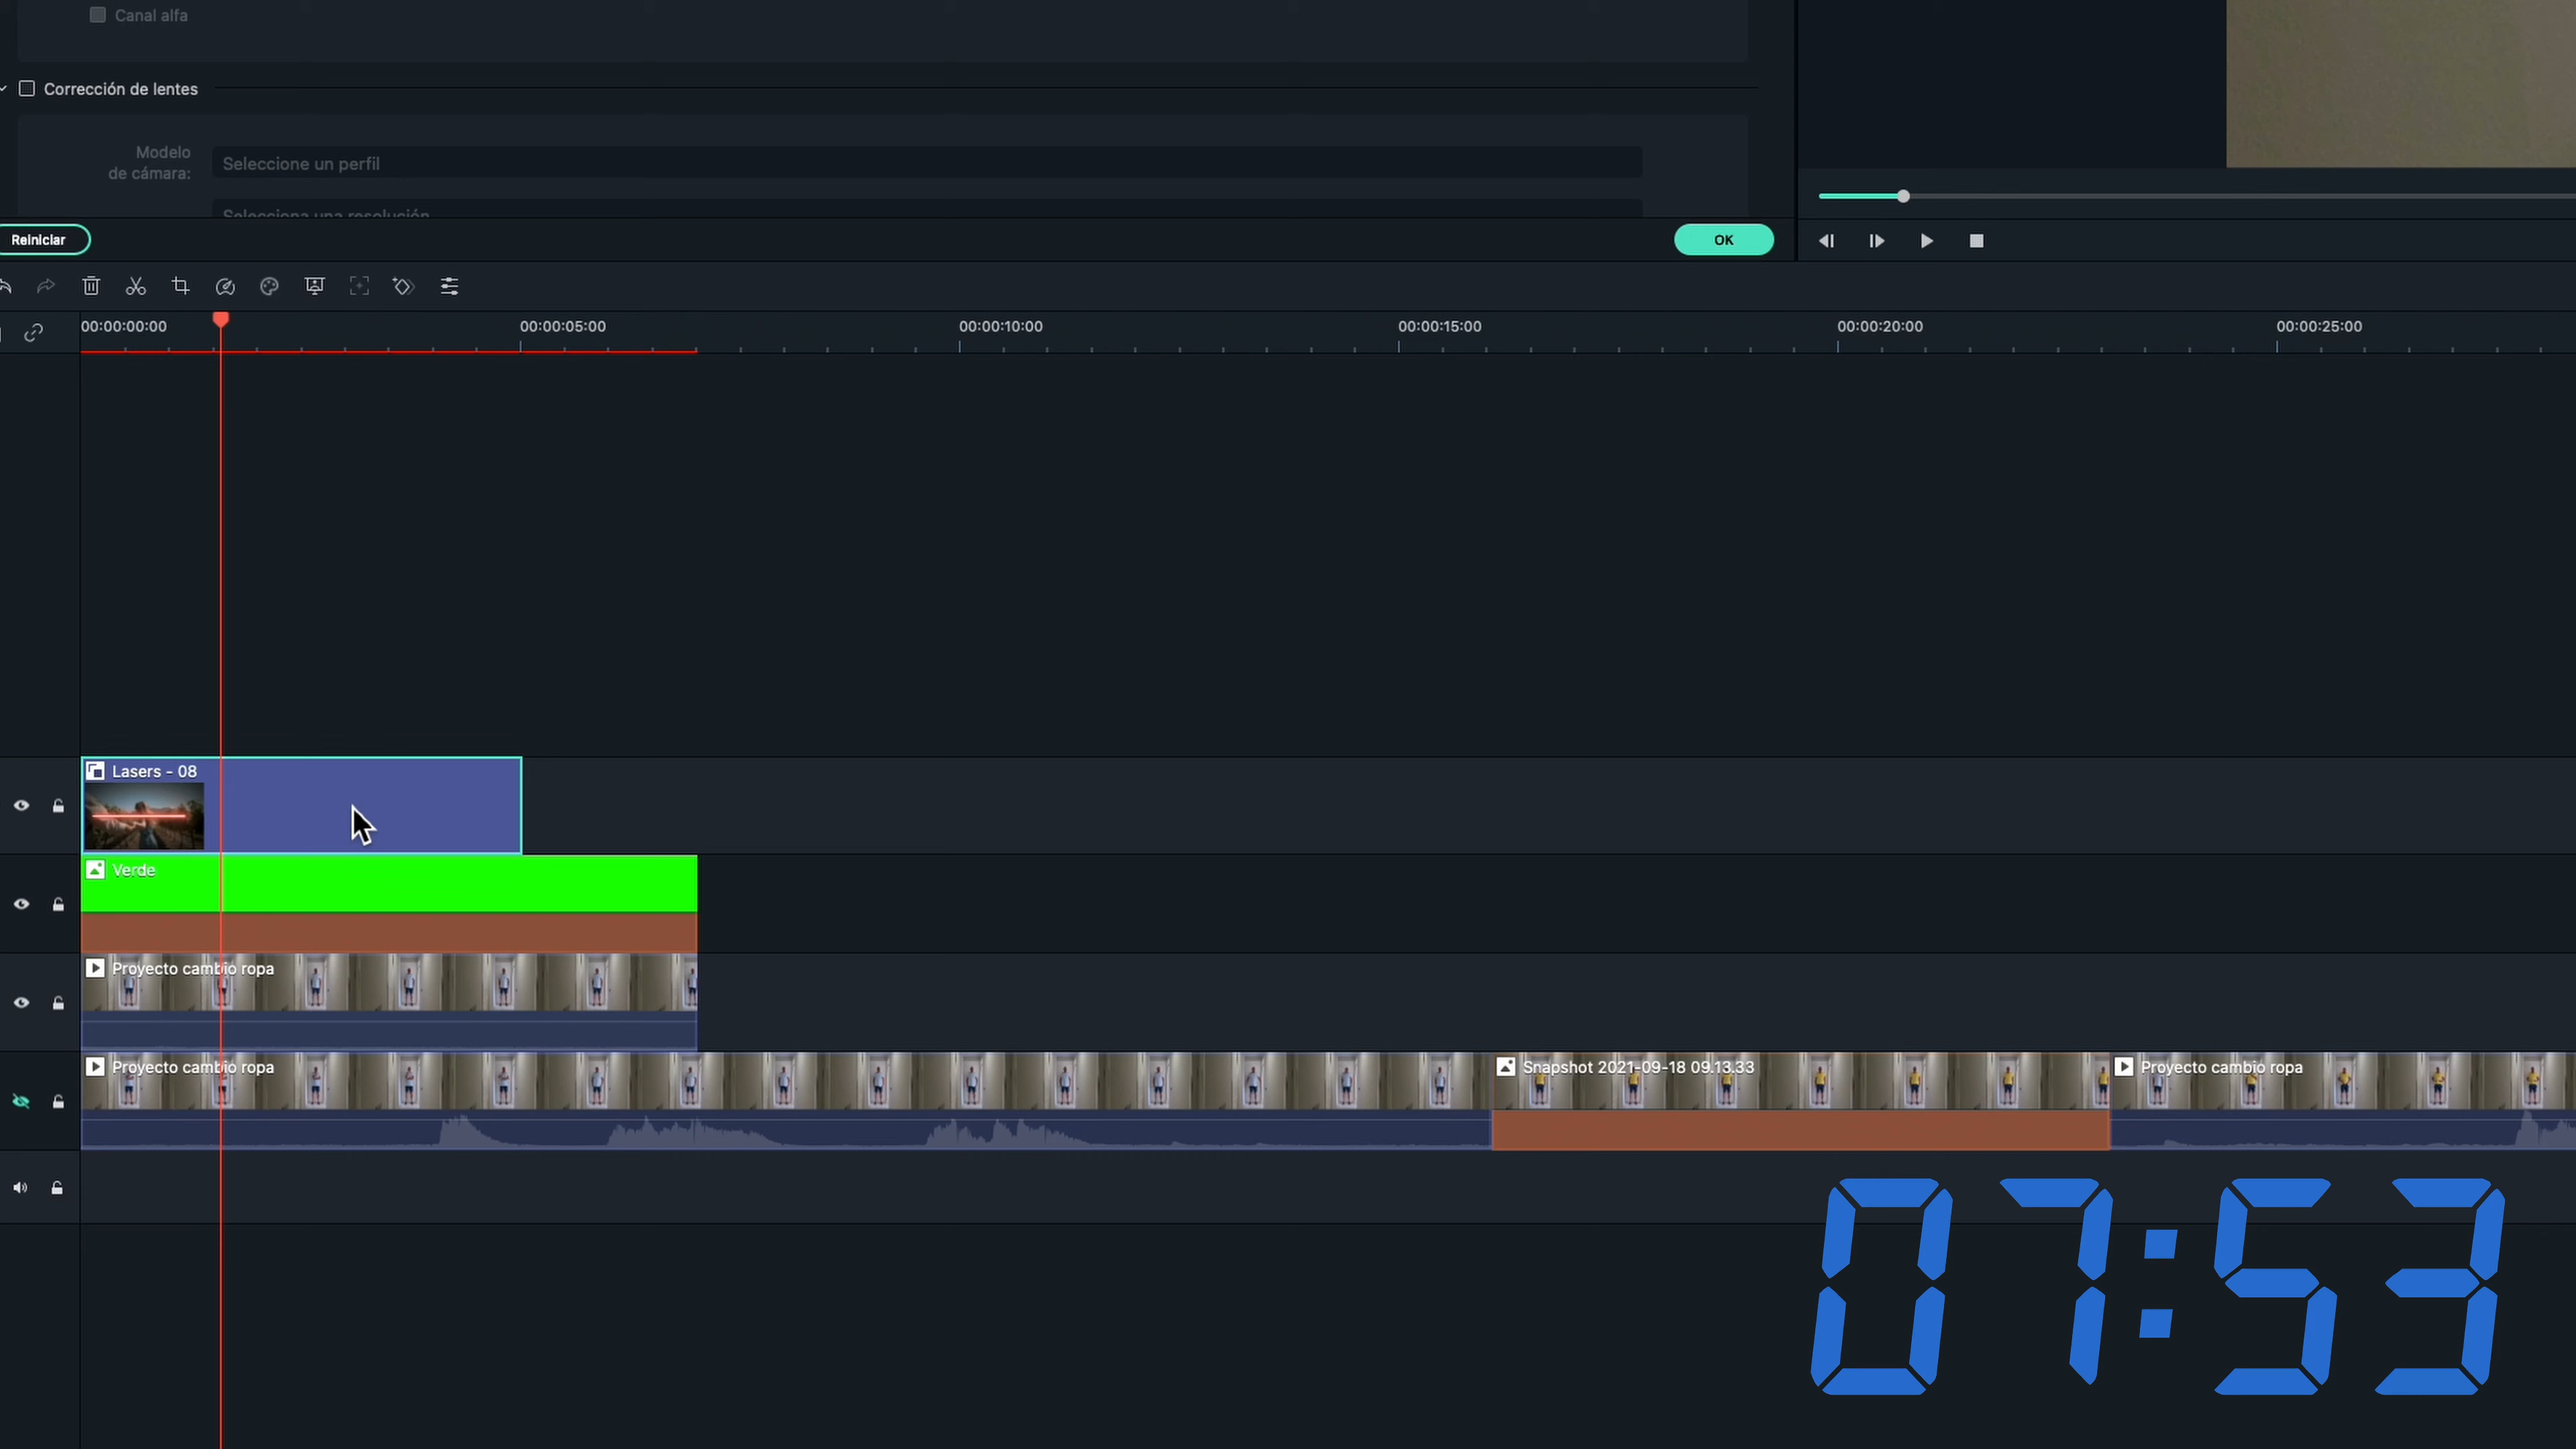 Canal alfa
Corrección de lentes
Modelo
de cámara:
Seleccione un perfil
Selecciona una resolución
Reiniciar
OK
00:00:00:00
00:00:05:00
00:00:10:00
00:00:15:00
00:00:20:00
00:00:25:00
Lasers - 08
Verde
Proyecto cambio ropa
Proyecto cambio ropa
Snapshot 2021-09-18 09.13.33
Proyecto cambio ropa
07:53